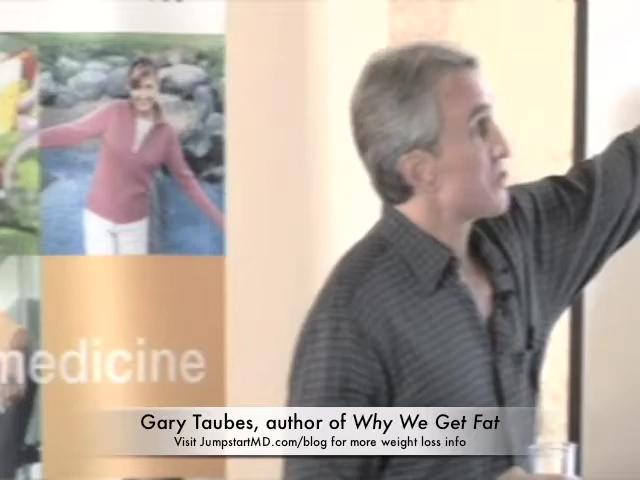 medicine
Gary Taubes, author of Why We Get Fat
Visit JumpstartMD.com/blog for more weight loss info